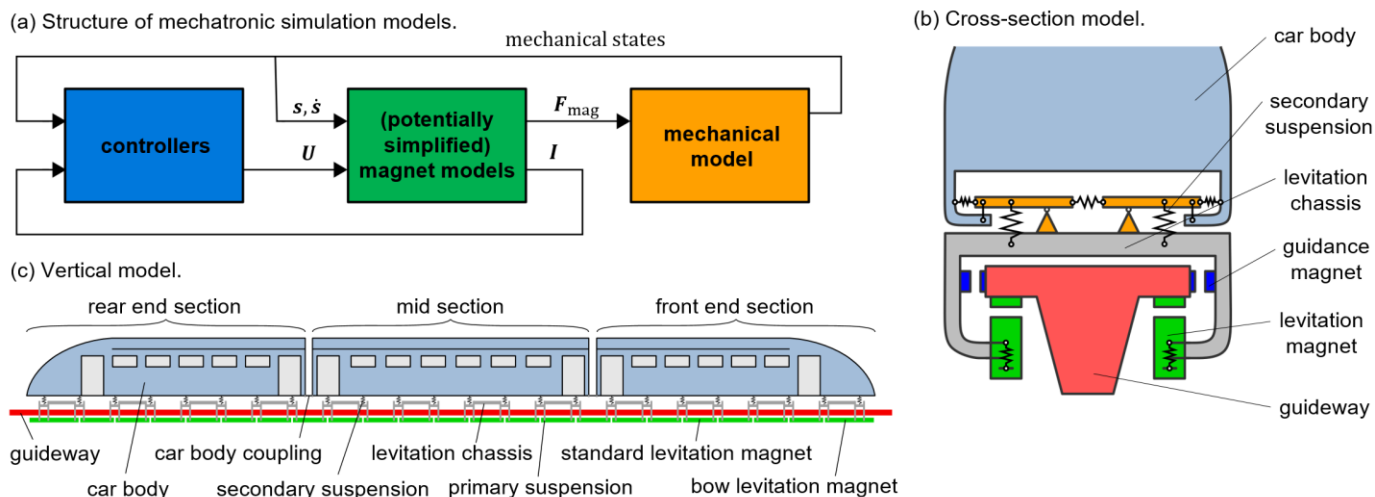 (a) Structure of mechatronic simulation models.
mechanical states
controllers
s, ṡ
U
(potentially
simplified)
magnet models
F_mag
I
mechanical
model
(b) Cross-section model.
car body
secondary
suspension
levitation
chassis
guidance
magnet
levitation
magnet
guideway
(c) Vertical model.
rear end section
mid section
front end section
guideway
car body coupling
levitation chassis
standard levitation magnet
car body
secondary suspension
primary suspension
bow levitation magnet